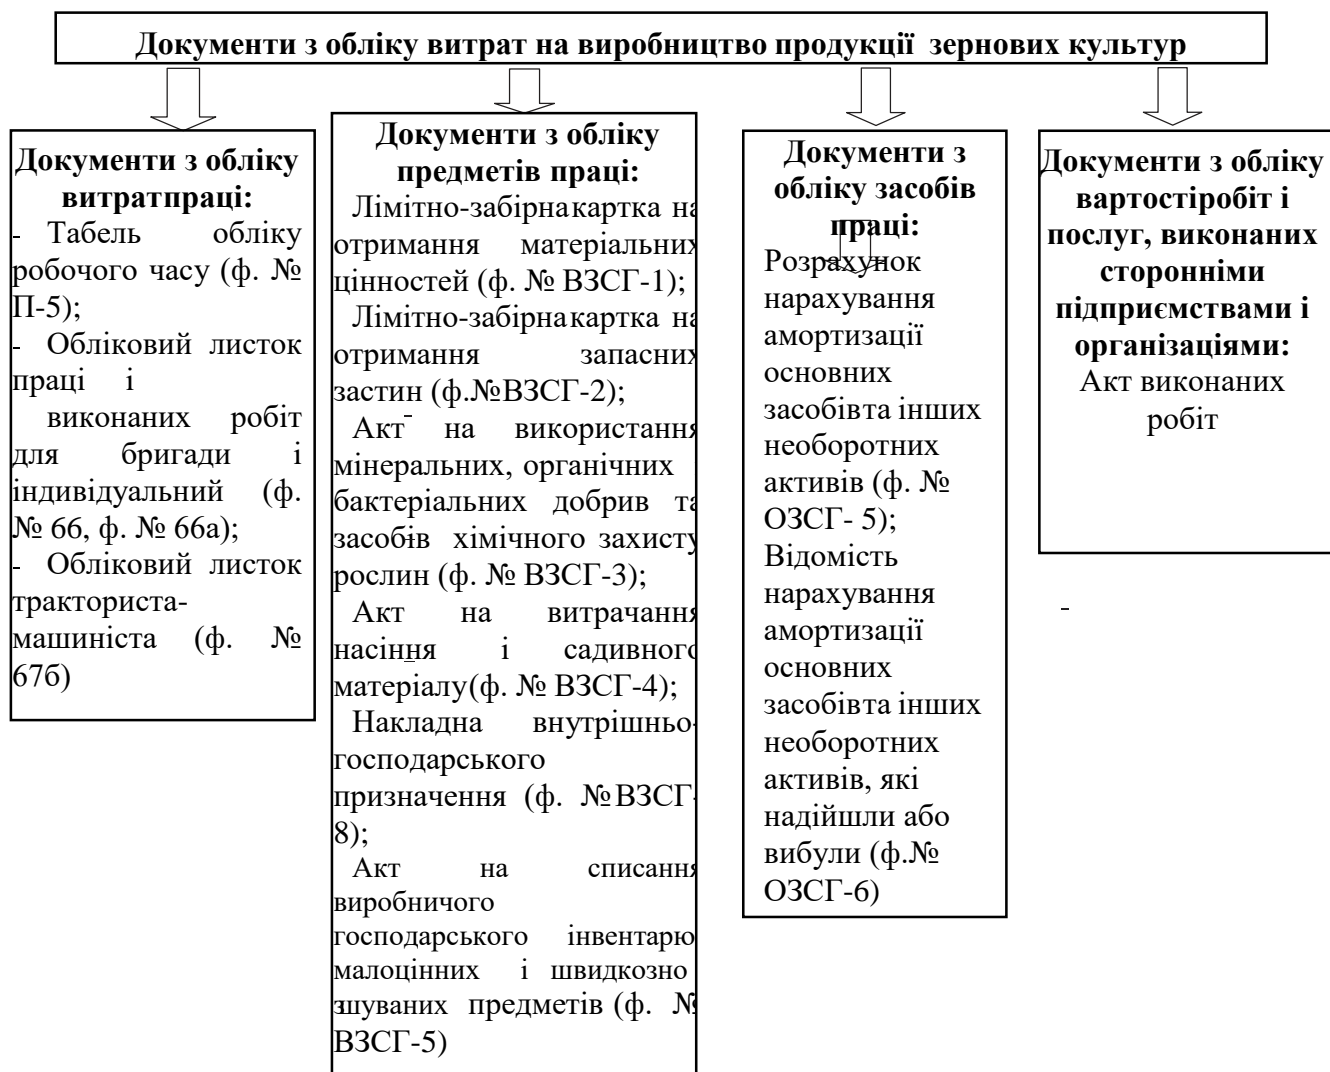 Документи з обліку витрат на виробництво продукції зернових культур
Документи з обліку
витратпраці:
- Табель обліку
робочого часу (ф. №
П-5);
- Обліковий листок
праці і
виконаних робіт
для бригади і
індивідуальний (ф.
№ 66, ф. № 66а);
- Обліковий листок
тракториста-
машиніста (ф. №
67б)
Документи з обліку
предметів праці:
Лімітно-забірна картка на
отримання матеріальних
цінностей (ф. № ВЗСГ-1);
Лімітно-забірна картка на
отримання запасних
застин (ф.№ВЗСГ-2);
Акт на використання
мінеральних, органічних
бактеріальних добрив та
засобів хімічного захисту
рослин (ф. № ВЗСГ-3);
Акт на витрачання
насіння і садивного
матеріалу(ф. № ВЗСГ-4);
Накладна внутрішньо-
господарського
призначення (ф. №ВЗСГ-
8);
Акт на списання
виробничого
господарського інвентарю
малоцінних і швидкозно
зшуваних предметів (ф. №
ВЗСГ-5)
Документи з
обліку засобів
праці:
Розрахунок
нарахування
амортизації
основних
засобівта інших
необоротних
активів (ф. №
ОЗСГ- 5);
Відомість
нарахування
амортизації
основних
засобівта інших
необоротних
активів, які
надійшли або
вибули (ф.№
ОЗСГ-6)
Документи з обліку
вартостіробіт і
послуг, виконаних
сторонніми
підприємствами і
організаціями:
Акт виконаних
робіт